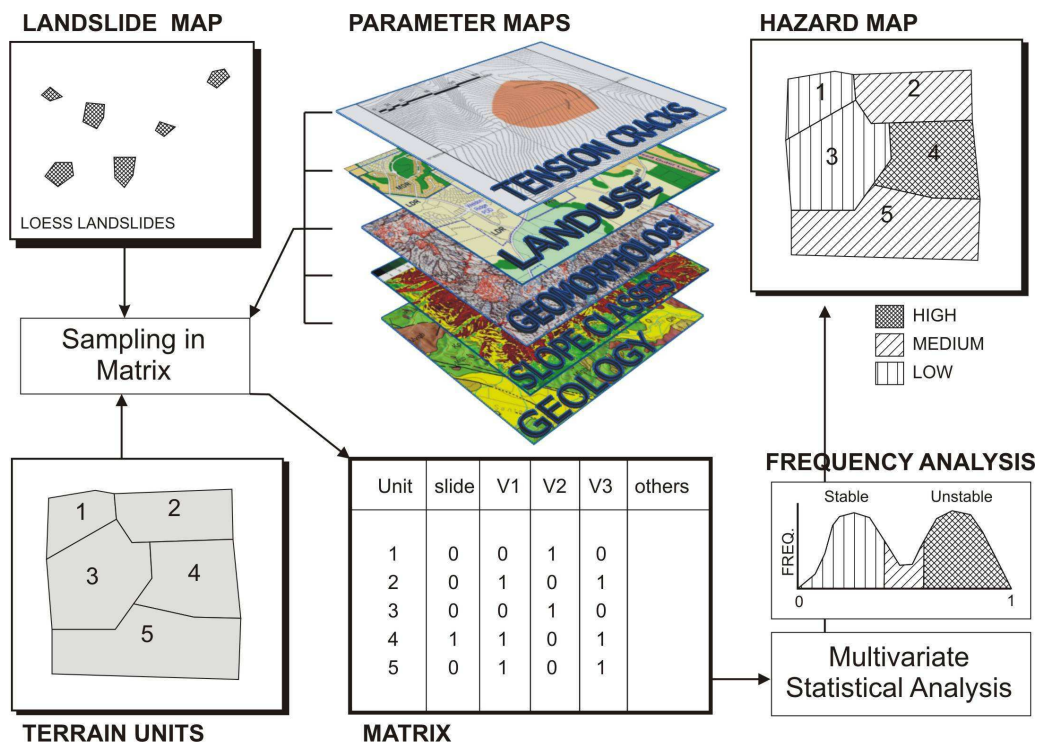 LANDSLIDE MAP
LOESS LANDSLIDES
PARAMETER MAPS
TENSION CRACKS
LANDUSE
LDR
LDR
GEOMORPHOLOGY
SLOPE CLASSES
GEOLOGY
HAZARD MAP
1
2
3
4
5
HIGH
MEDIUM
LOW
Sampling in
Matrix
1
2
3
4
5
TERRAIN UNITS
Unit slide V1 V2 V3 others
1 0 0 1 0
2 0 1 0 1
3 0 0 1 0
4 1 1 0 1
5 0 1 0 1
MATRIX
FREQUENCY ANALYSIS
Stable Unstable
FREQ.
0 1
Multivariate
Statistical Analysis